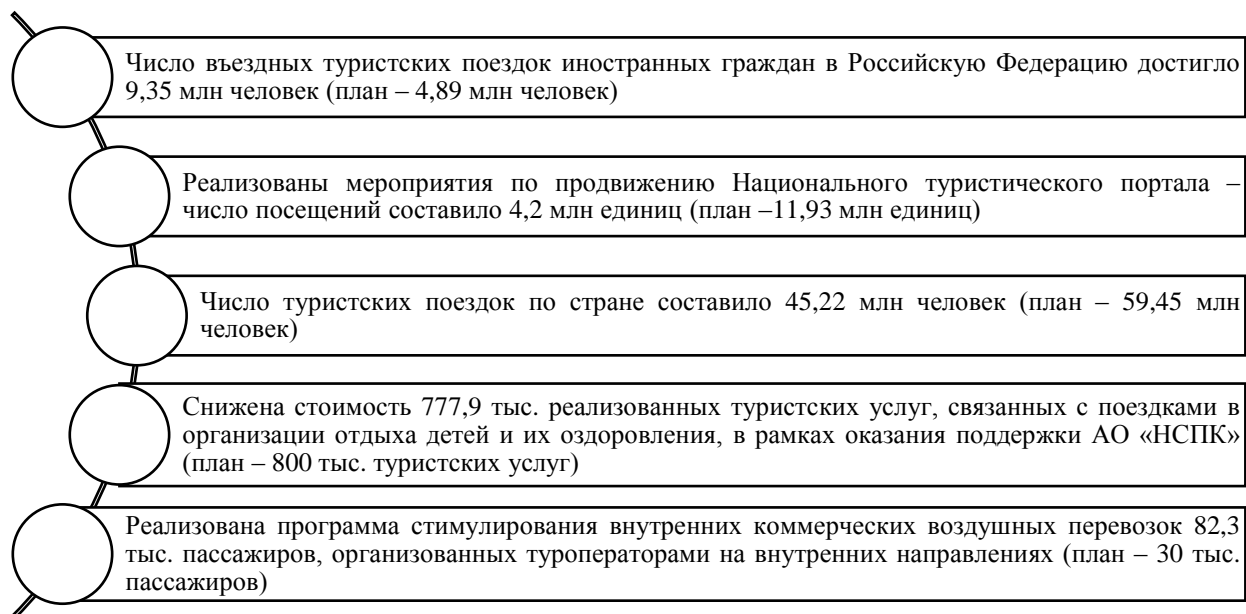 Число въездных туристских поездок иностранных граждан в Российскую Федерацию достигло
9,35 млн человек (план – 4,89 млн человек)
Реализованы мероприятия по продвижению Национального туристического портала –
число посещений составило 4,2 млн единиц (план –11,93 млн единиц)
Число туристских поездок по стране составило 45,22 млн человек (план – 59,45 млн
человек)
Снижена стоимость 777,9 тыс. реализованных туристских услуг, связанных с поездками в
организации отдыха детей и их оздоровления, в рамках оказания поддержки АО «НСПК»
(план – 800 тыс. туристских услуг)
Реализована программа стимулирования внутренних коммерческих воздушных перевозок 82,3
тыс. пассажиров, организованных туроператорами на внутренних направлениях (план – 30 тыс.
пассажиров)